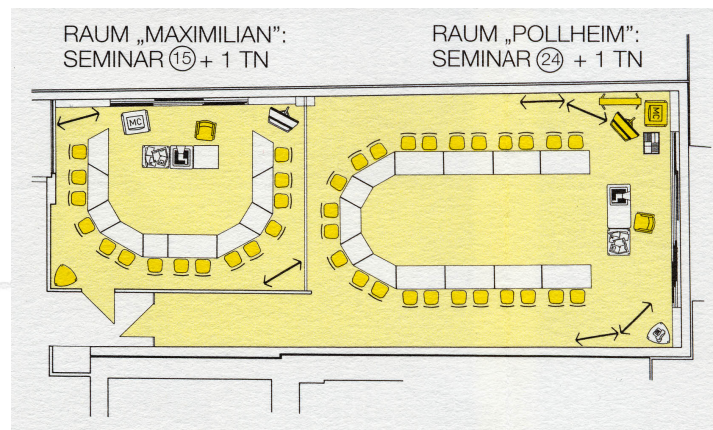 RAUM „MAXIMILIAN”:
SEMINAR 15 + 1 TN
RAUM „POLLHEIM”:
SEMINAR 24 + 1 TN
MC
MC